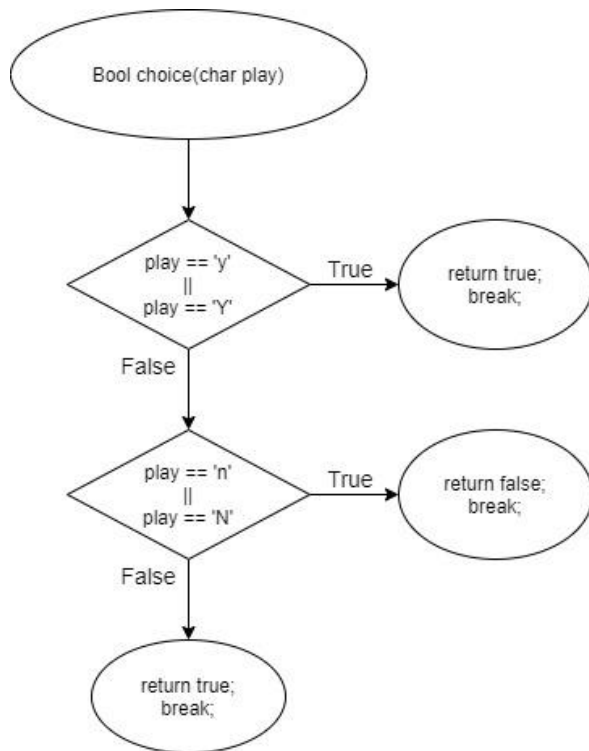 Bool choice(char play)
play == 'y'
||
play == 'Y'
True
return true;
break;
False
play == 'n'
||
play == 'N'
True
return false;
break;
False
return true;
break;